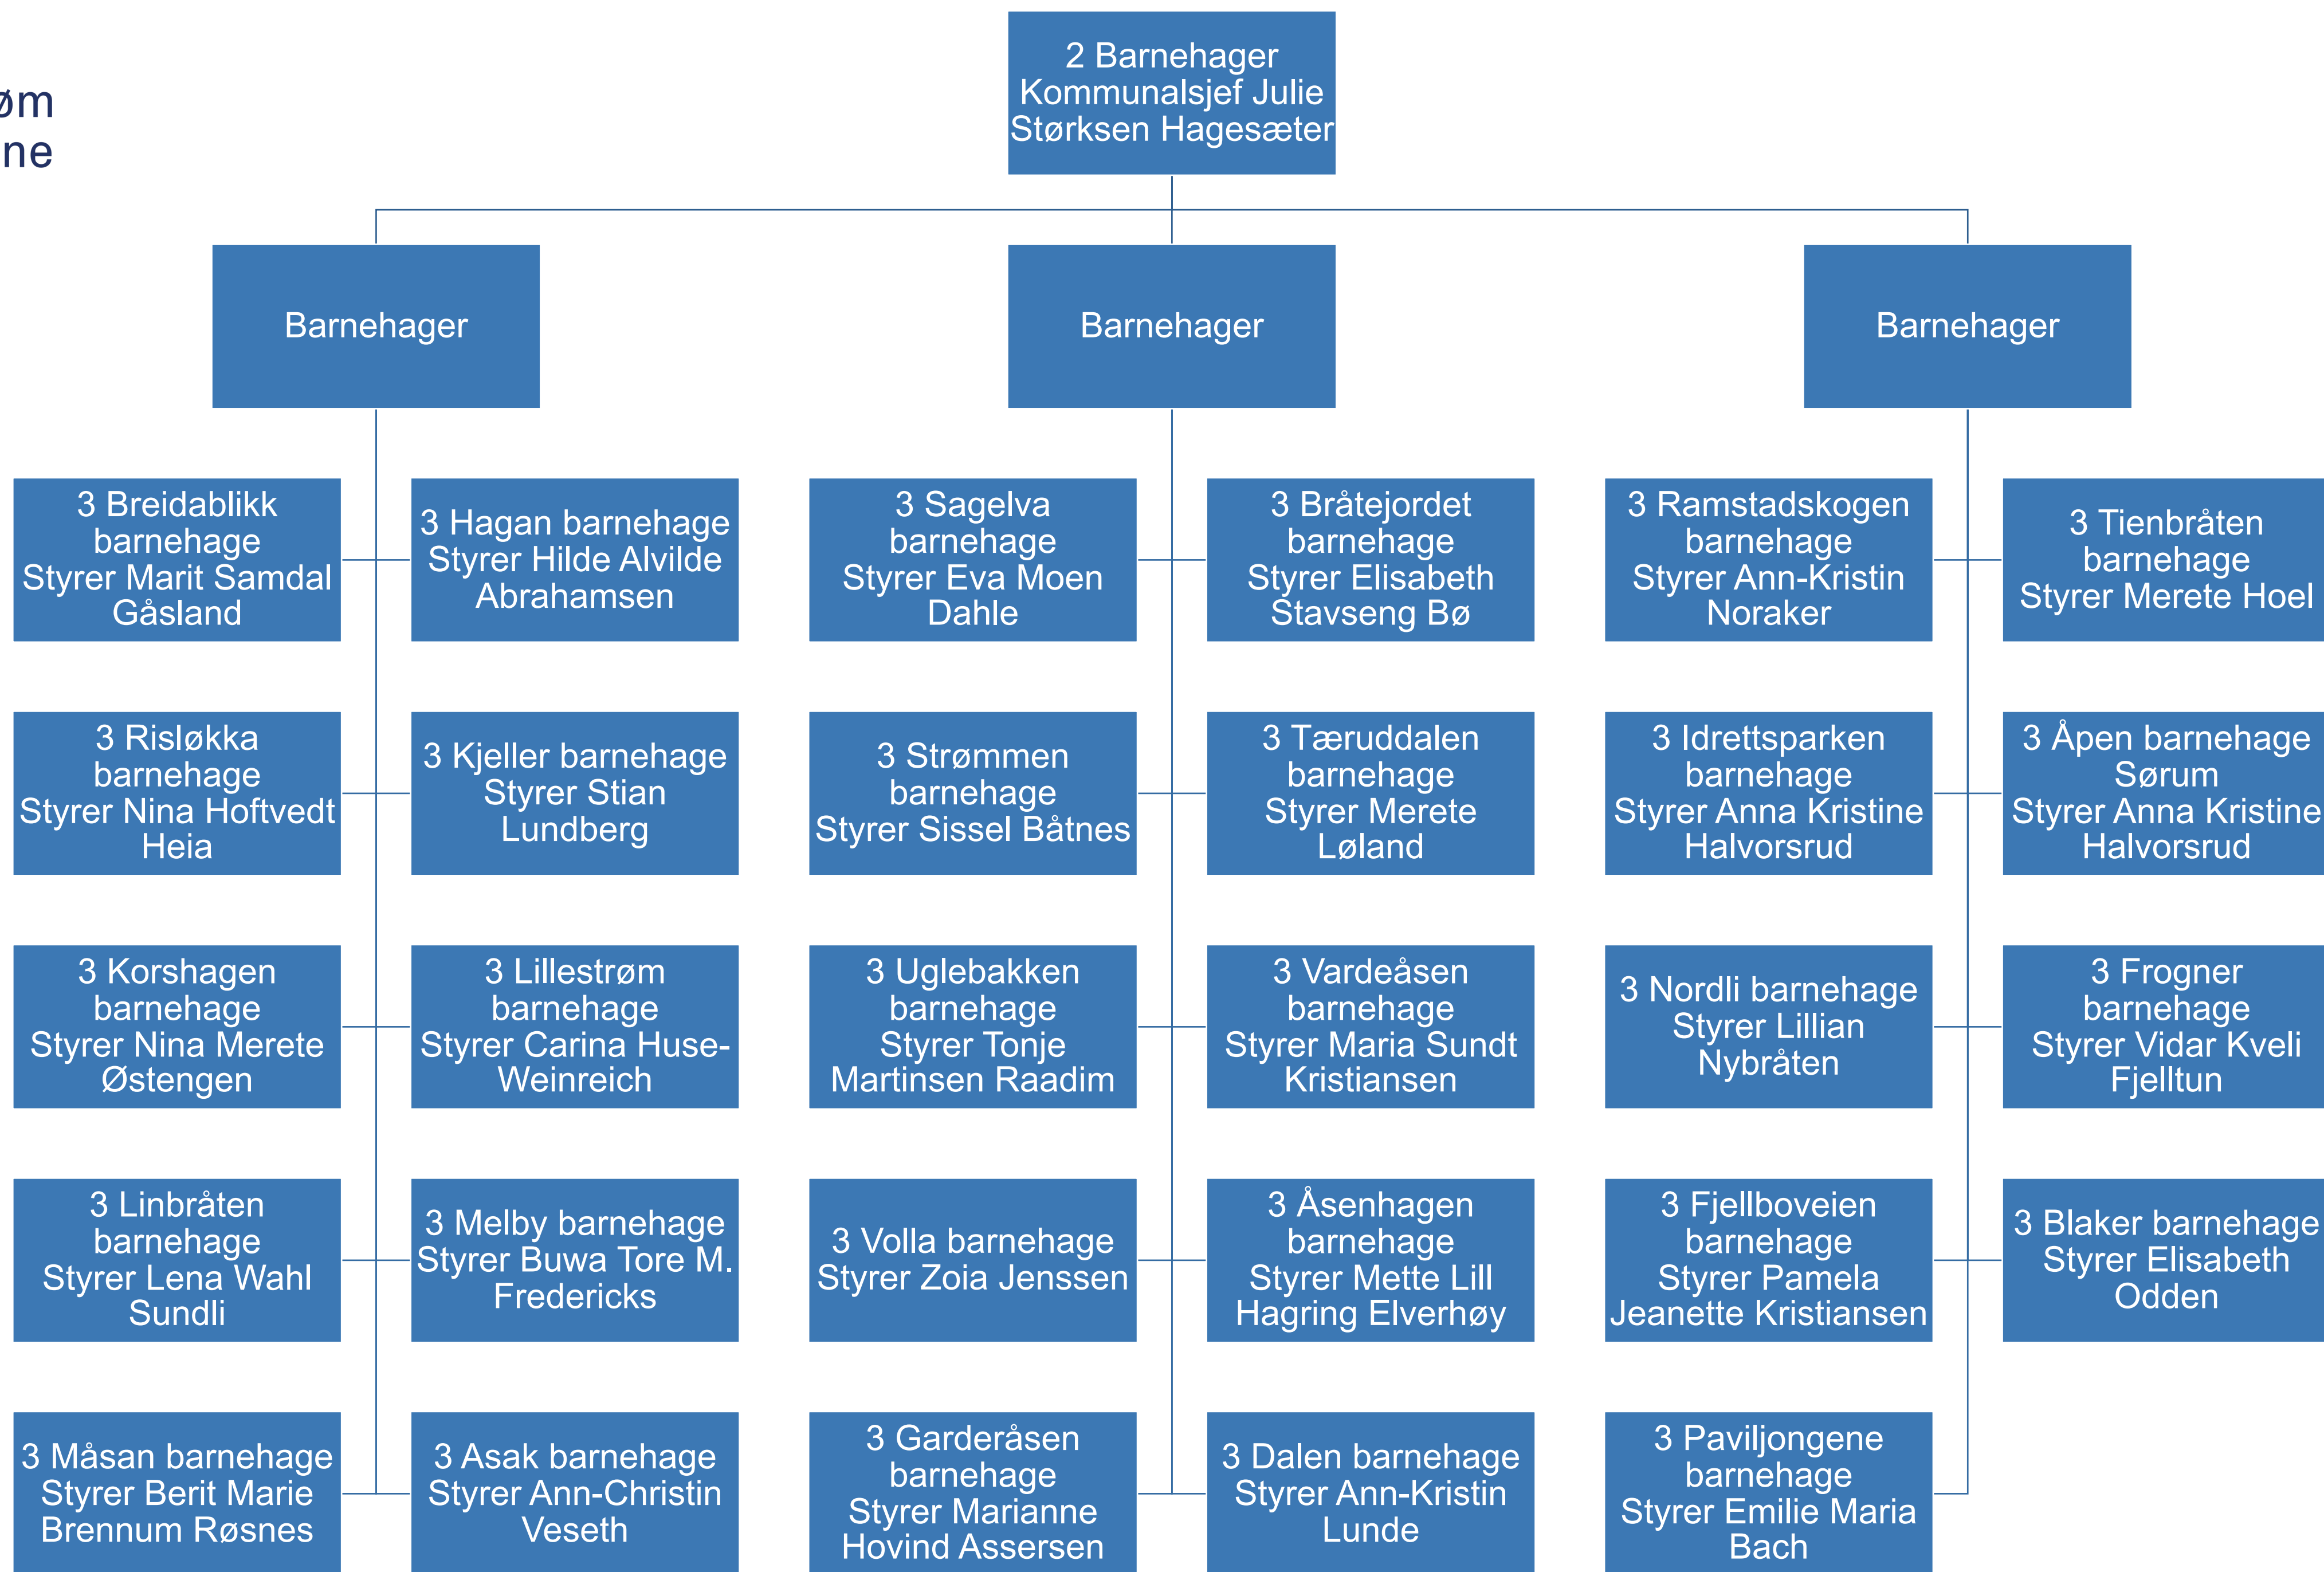 øm
ne
2 Barnehager
Kommunalsjef Julie
Størksen Hagesæter
Barnehager
Barnehager
Barnehager
3 Breidablikk
barnehage
Styrer Marit Samdal
Gåsland
3 Hagan barnehage
Styrer Hilde Alvilde
Abrahamsen
3 Sagelva
barnehage
Styrer Eva Moen
Dahle
3 Bråtejordet
barnehage
Styrer Elisabeth
Stavseng Bø
3 Ramstadskogen
barnehage
Styrer Ann-Kristin
Noraker
3 Tienbråten
barnehage
Styrer Merete Hoel
3 Risløkka
barnehage
Styrer Nina Hoftvedt
Heia
3 Kjeller barnehage
Styrer Stian
Lundberg
3 Strømmen
barnehage
Styrer Sissel Båtnes
3 Tæruddalen
barnehage
Styrer Merete
Løland
3 Idrettsparken
barnehage
Styrer Anna Kristine
Halvorsrud
3 Åpen barnehage
Sørum
Styrer Anna Kristine
Halvorsrud
3 Korshagen
barnehage
Styrer Nina Merete
Østengen
3 Lillestrøm
barnehage
Styrer Carina Huse-
Weinreich
3 Uglebakken
barnehage
Styrer Tonje
Martinsen Raadim
3 Vardeåsen
barnehage
Styrer Maria Sundt
Kristiansen
3 Nordli barnehage
Styrer Lillian
Nybråten
3 Frogner
barnehage
Styrer Vidar Kveli
Fjelltun
3 Linbråten
barnehage
Styrer Lena Wahl
Sundli
3 Melby barnehage
Styrer Buwa Tore M.
Fredericks
3 Volla barnehage
Styrer Zoia Jenssen
3 Åsenhagen
barnehage
Styrer Mette Lill
Hagring Elverhøy
3 Fjellboveien
barnehage
Styrer Pamela
Jeanette Kristiansen
3 Blaker barnehage
Styrer Elisabeth
Odden
3 Måsan barnehage
Styrer Berit Marie
Brennum Røsnes
3 Asak barnehage
Styrer Ann-Christin
Veseth
3 Garderåsen
barnehage
Styrer Marianne
Hovind Assersen
3 Dalen barnehage
Styrer Ann-Kristin
Lunde
3 Paviljongene
barnehage
Styrer Emilie Maria
Bach